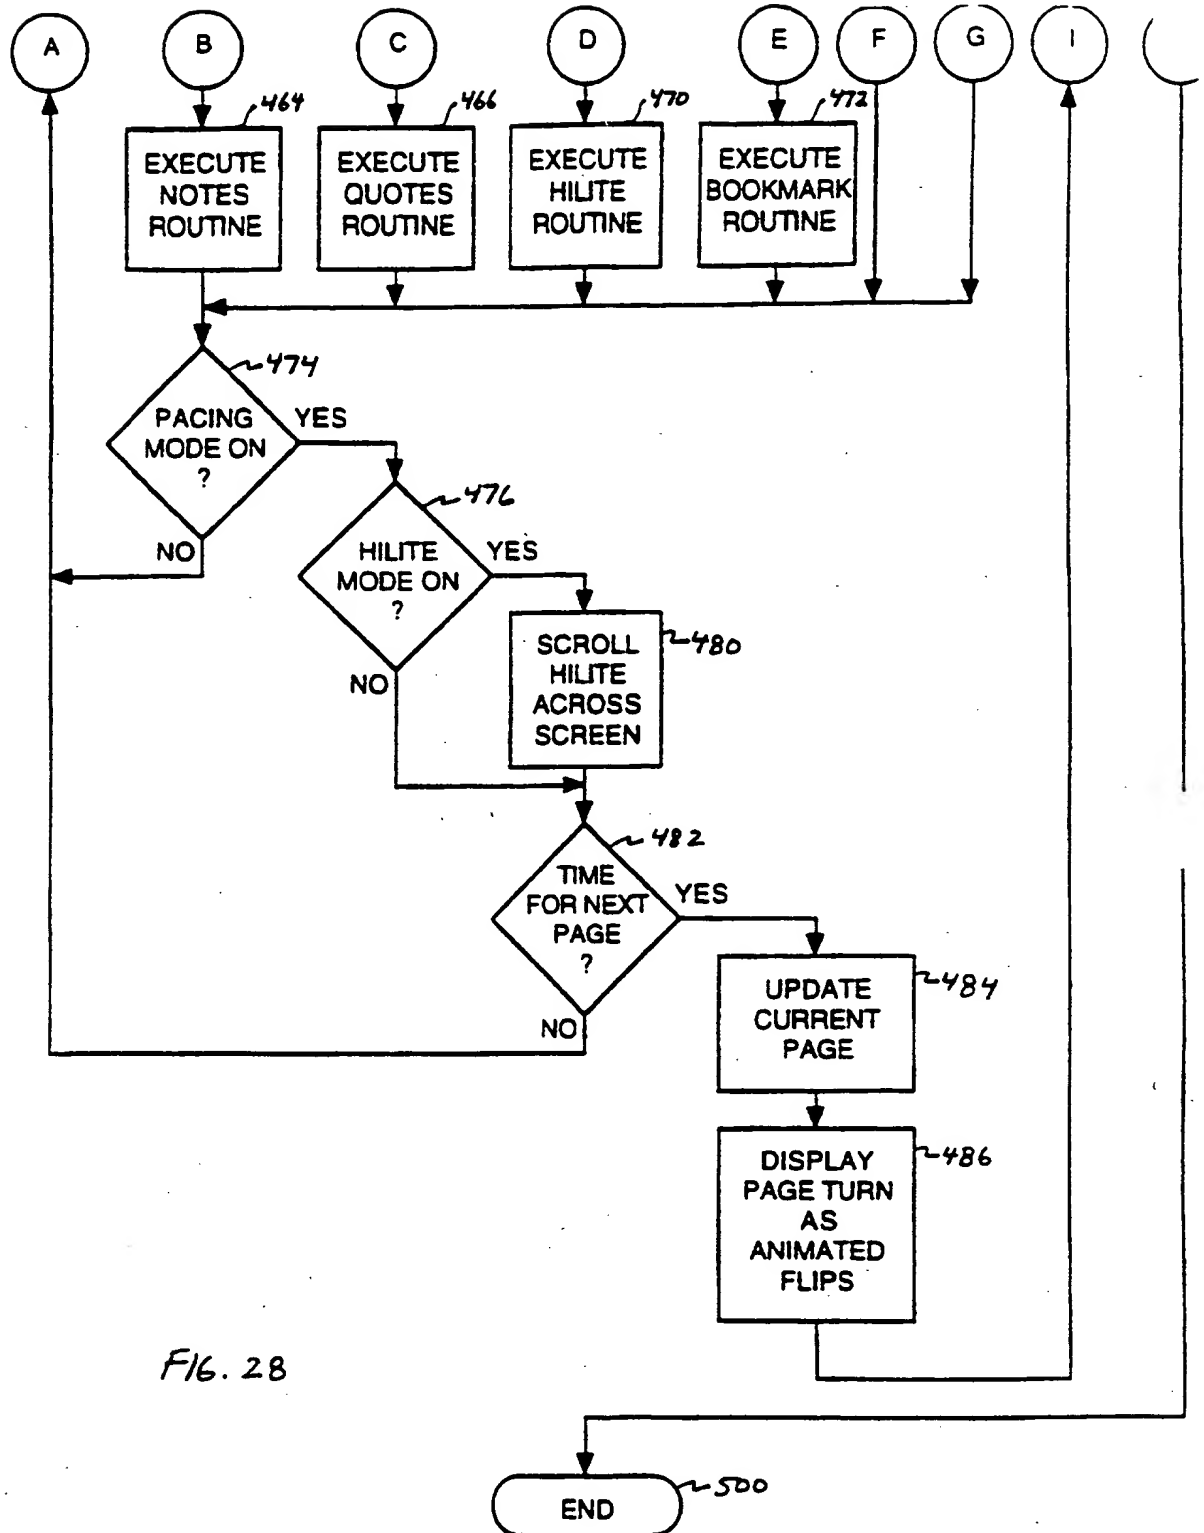 A B C D E F G I
464 466 470 472
EXECUTE
NOTES
ROUTINE
EXECUTE
QUOTES
ROUTINE
EXECUTE
HILITE
ROUTINE
EXECUTE
BOOKMARK
ROUTINE
474
PACING
MODE ON
?
YES
NO
476
HILITE
MODE ON
?
YES
NO
480
SCROLL
HILITE
ACROSS
SCREEN
482
TIME
FOR NEXT
PAGE
?
YES
NO
484
UPDATE
CURRENT
PAGE
486
DISPLAY
PAGE TURN
AS
ANIMATED
FLIPS
FIG. 28
500
END